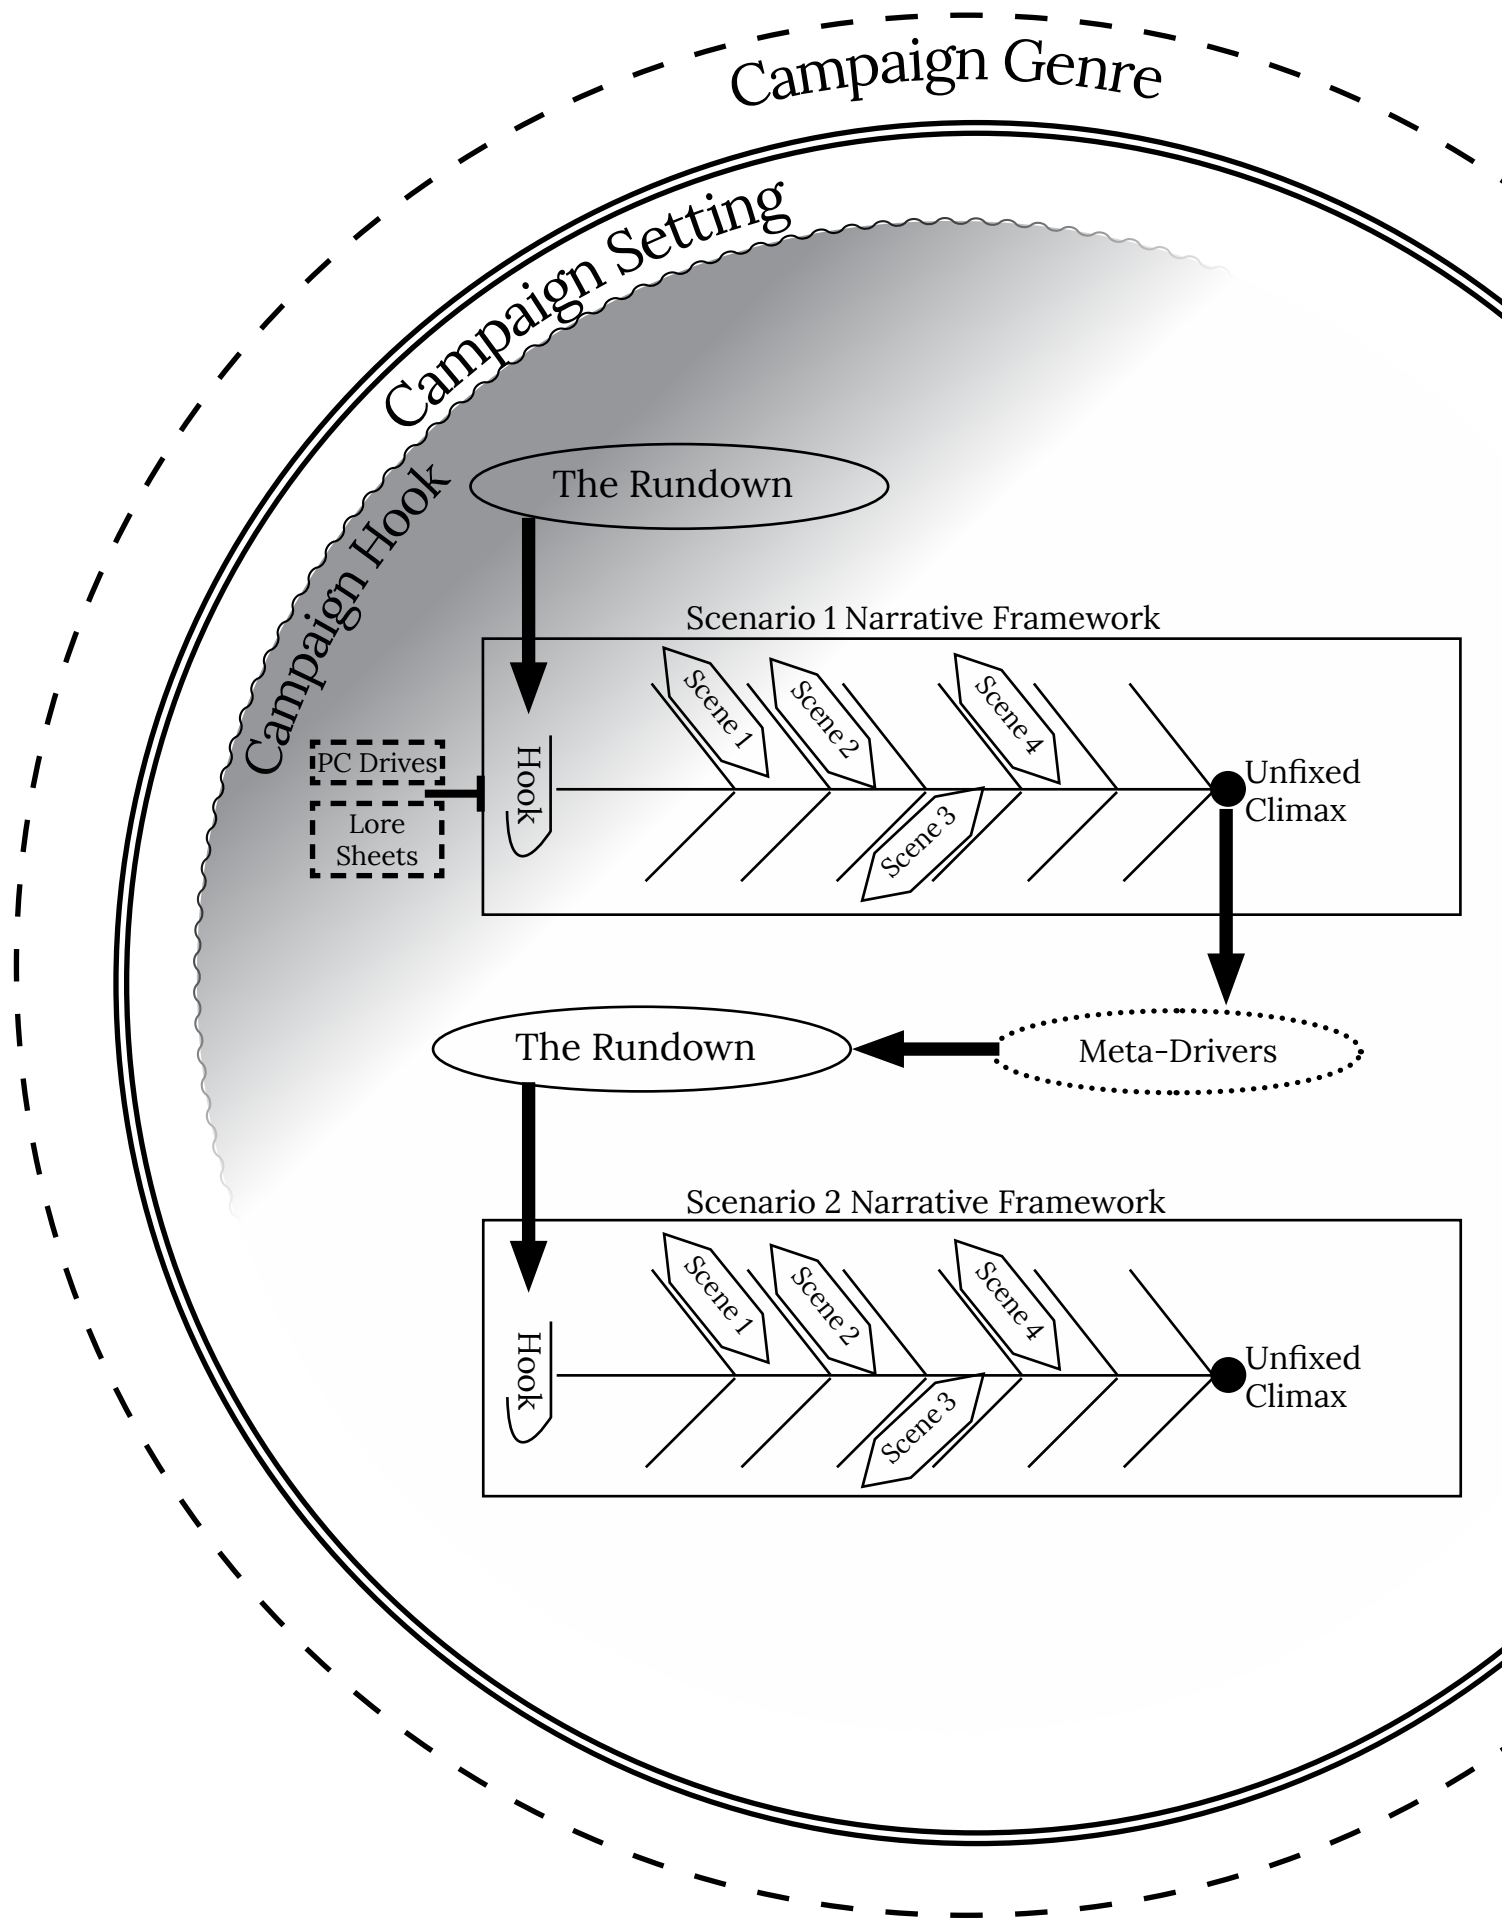 Campaign Genre
Campaign Setting
Campaign Hook
The Rundown
Scenario 1 Narrative Framework
Scene 1
Scene 2
Scene 4
PC Drives
Hook
Unfixed
Climax
Lore
Sheets
Scene 3
The Rundown
Meta-Drivers
Scenario 2 Narrative Framework
Scene 1
Scene 2
Scene 4
Hook
Unfixed
Climax
Scene 3